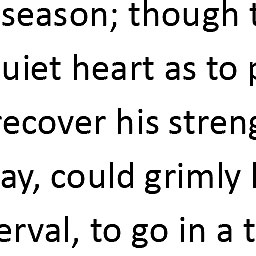 season; though t
uiet heart as to p
recover his streng
ay, could grimly
erval, to go in a t